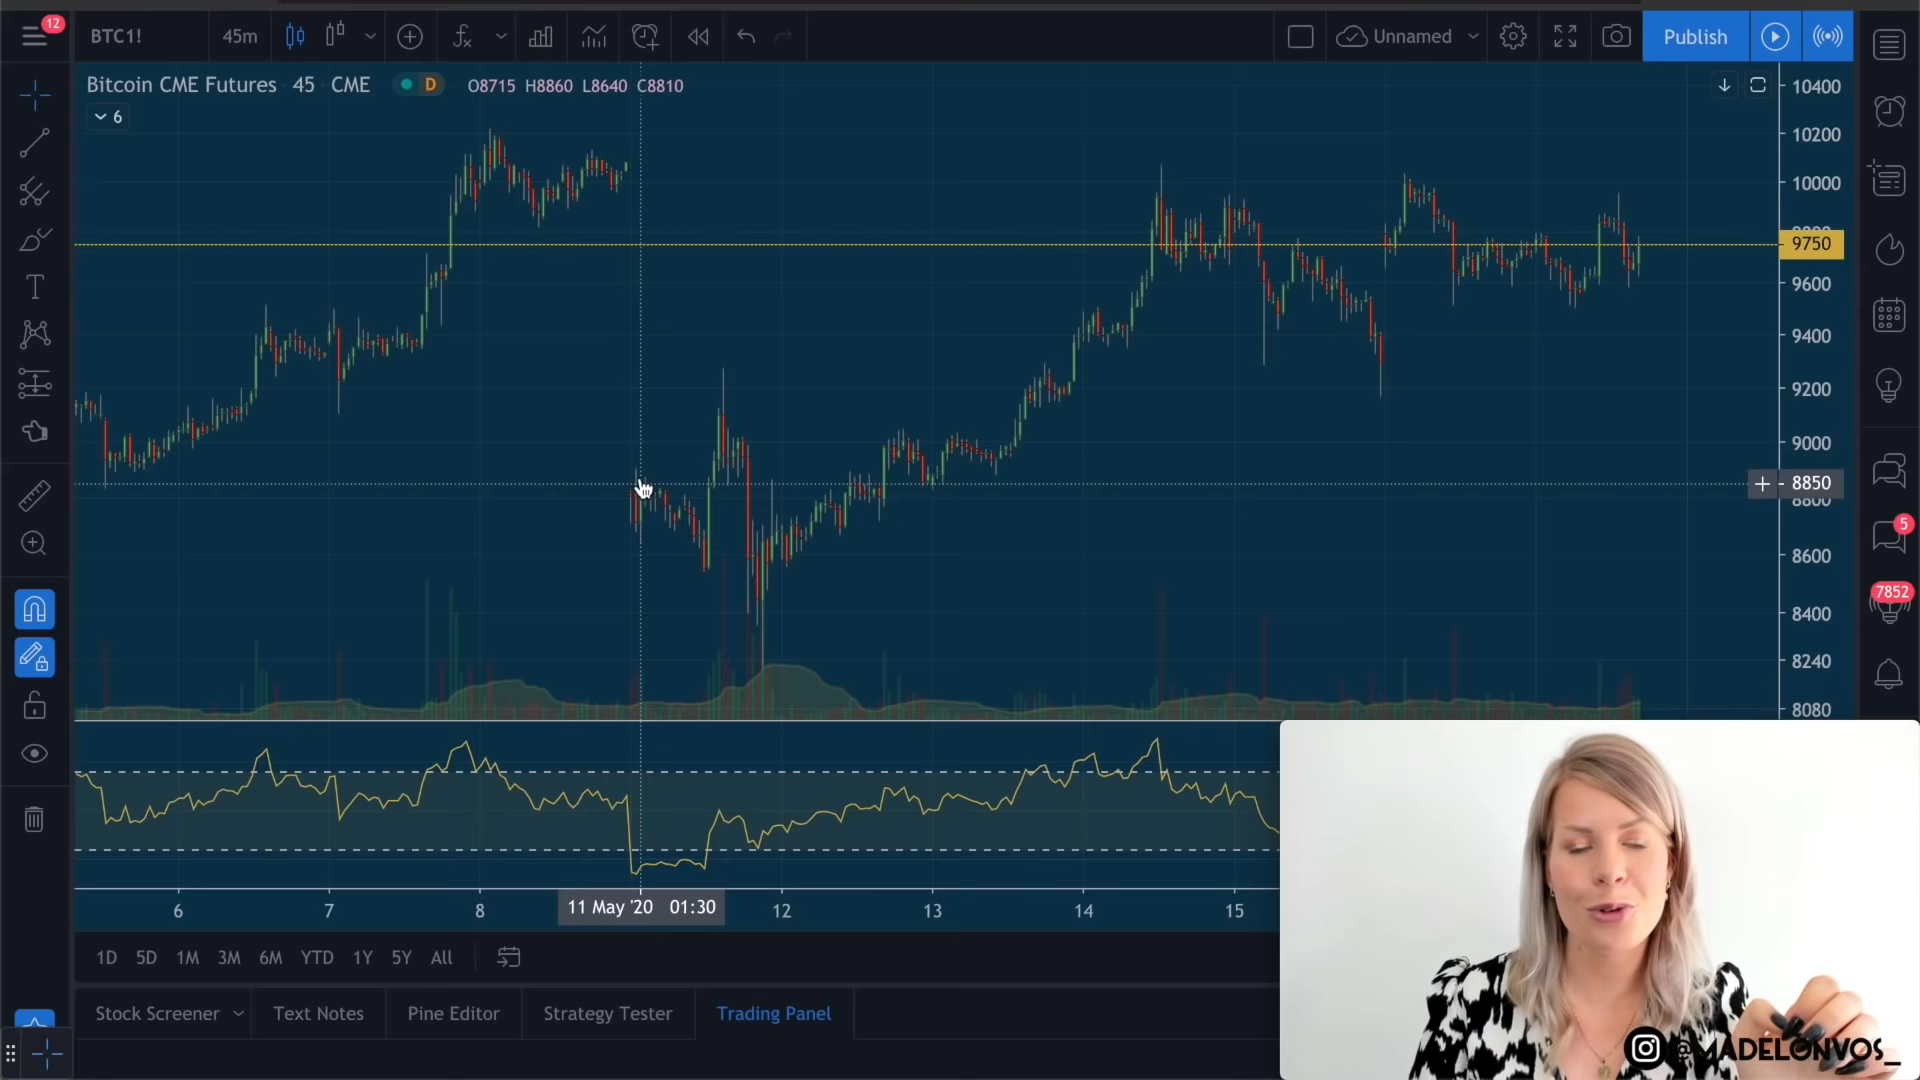 12
BTC1!
45m
Unnamed
Publish
Bitcoin CME Futures 45 CME
D
O8715 H8860 L8640 C8810
6
10400
10200
10000
9750
9600
9400
9200
9000
8850
8600
8400
8240
8080
5
7852
6
7
8
11 May '20 01:30
12
13
14
15
1D 5D 1M 3M 6M YTD 1Y 5Y All
Stock Screener
Text Notes
Pine Editor
Strategy Tester
Trading Panel
@MADELONVOS_